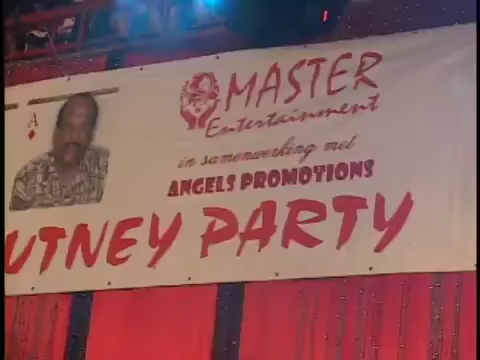 MASTER
Entertainment
A
in samenwerking met
ANGELS PROMOTIONS
UTNEY PARTY